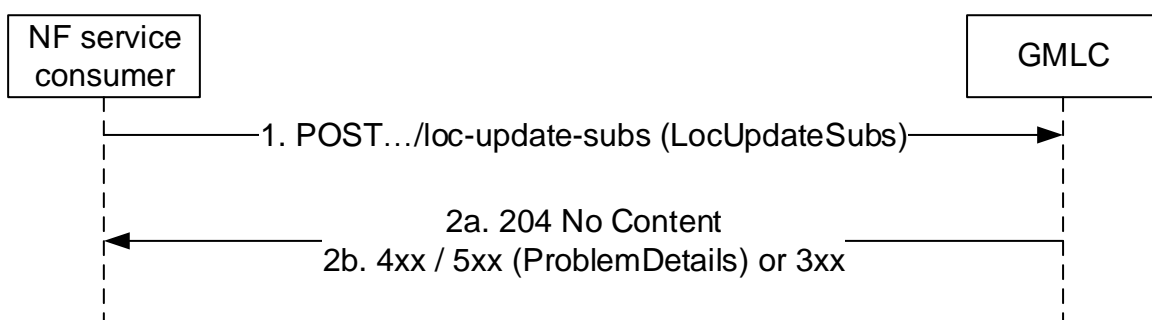 NF service
consumer
GMLC
1. POST…/loc-update-subs (LocUpdateSubs)
2a. 204 No Content
2b. 4xx / 5xx (ProblemDetails) or 3xx